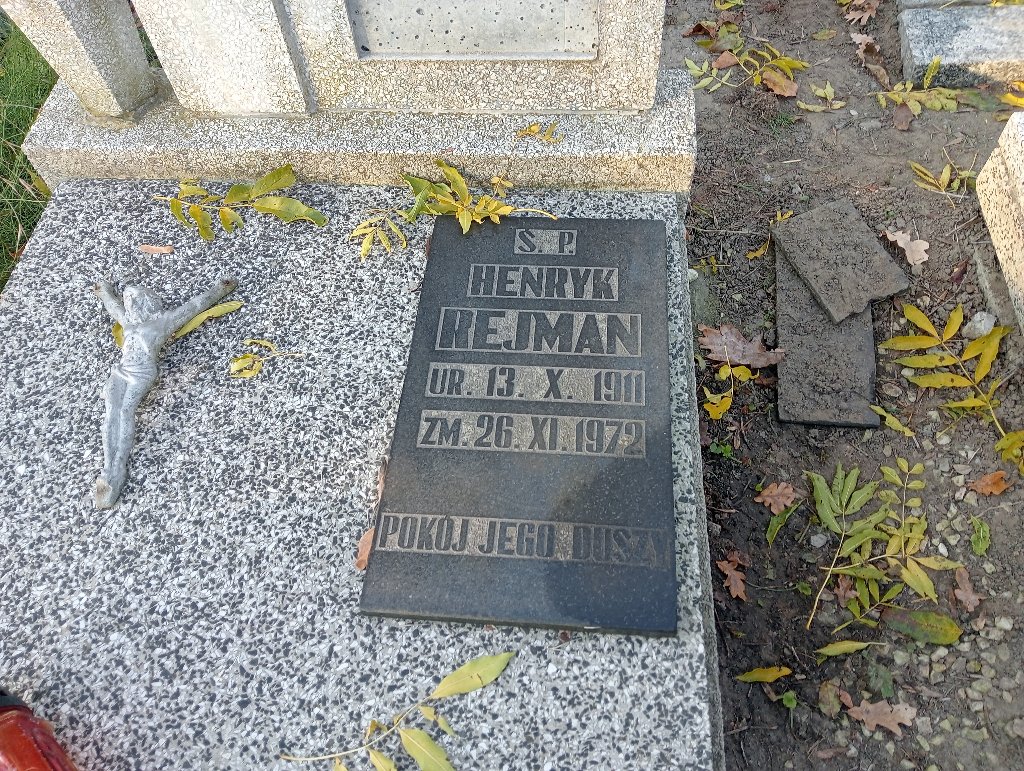 Ś. P.
HENRYK
REJMAN
UR. 13. X. 1911
ZM. 26. XI. 1972
POKÓJ JEGO DUSZY